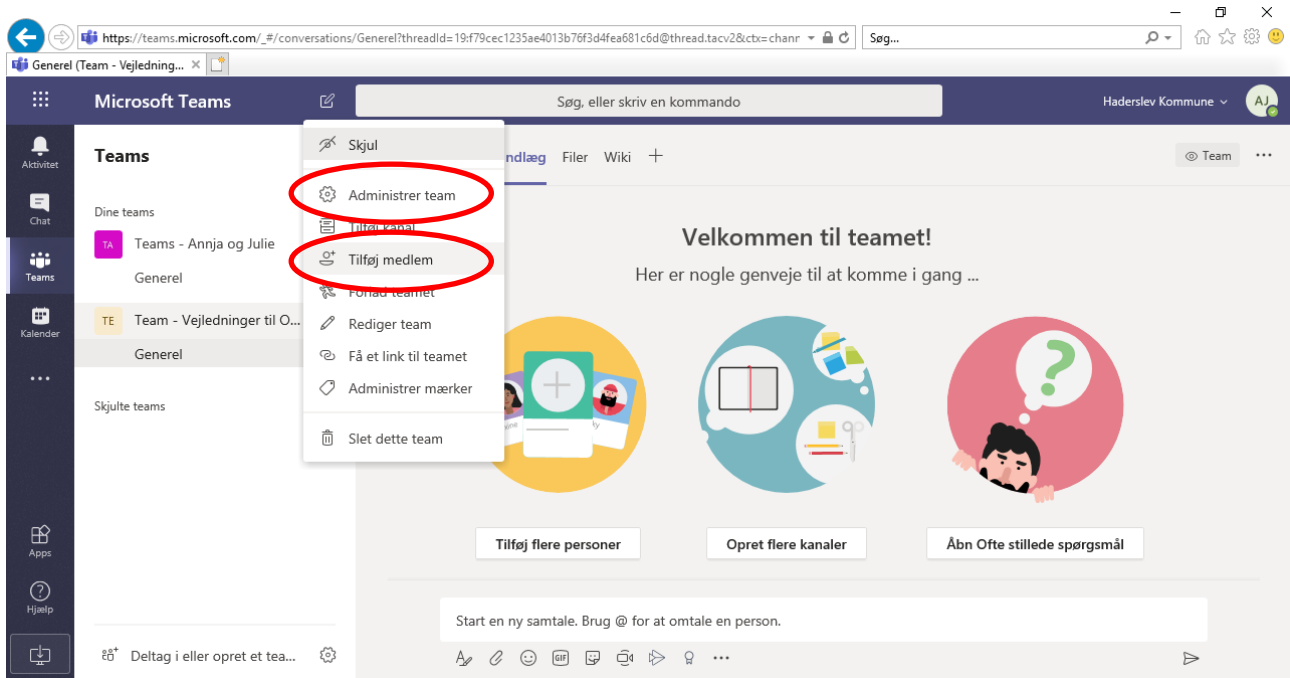 https://teams.microsoft.com/_#/conversations/Generel?threadId=19:f79cec1235ae4013b76f3d4fea681c6d@thread.tacv2&ctx=chanr
Søg...
Generel (Team - Vejledning...
Microsoft Teams
Søg, eller skriv en kommando
Haderslev Kommune
AJ
Aktivitet
Chat
Teams
Kalender
Apps
Hjælp
Teams
Dine teams
TA Teams - Annja og Julie
Generel
TE Team - Vejledninger til O...
Generel
Skjulte teams
Deltag i eller opret et tea...
Skjul
Administrer team
Tilføj kanal
Tilføj medlem
Forlad teamet
Rediger team
Få et link til teamet
Administrer mærker
Slet dette team
ndlæg Filer Wiki
Team
Velkommen til teamet!
Her er nogle genveje til at komme i gang ...
Tilføj flere personer
Opret flere kanaler
Åbn Ofte stillede spørgsmål
Start en ny samtale. Brug @ for at omtale en person.
GIF